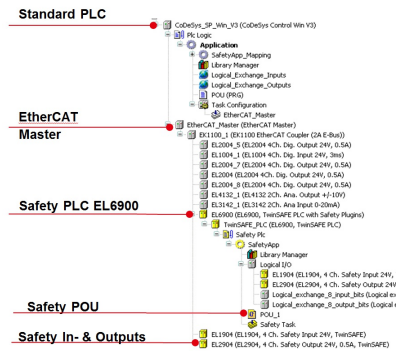 Standard PLC
CoDeSys_SP_Win_V3 (CoDeSys Control Win V3)
Plc Logic
Application
SafetyApp_Mapping
Library Manager
Logical_Exchange_Inputs
Logical_Exchange_Outputs
POU (PRG)
Task Configuration
EtherCAT_Master
EtherCAT
Master
EtherCAT_Master (EtherCAT Master)
EK1100_1 (EK1100 EtherCAT Coupler (2A E-Bus))
EL2004_5 (EL2004 4Ch. Dig. Output 24V, 0.5A)
EL1004_1 (EL1004 4Ch. Dig. Input 24V, 3ms)
EL2004_7 (EL2004 4Ch. Dig. Output 24V, 0.5A)
EL2004 (EL2004 4Ch. Dig. Output 24V, 0.5A)
EL2004_8 (EL2004 4Ch. Dig. Output 24V, 0.5A)
EL4132_1 (EL4132 2Ch. Ana. Output +/-10V)
EL3142_1 (EL3142 2Ch. Ana Input 0-20mA)
Safety PLC EL6900
EL6900 (EL6900, TwinSAFE PLC with Safety Plugins)
TwinSAFE_PLC (EL6900, TwinSAFE PLC)
Safety Plc
SafetyApp
Library Manager
Logical I/O
EL1904 (EL1904, 4 Ch. Safety Input 24V,
EL2904 (EL2904, 4 Ch. Safety Output 24V
Logical_exchange_8_input_bits (Logical ex
Logical_exchange_8_output_bits (Logical e
Safety POU
POU_1
Safety Task
Safety In- & Outputs
EL1904 (EL1904, 4 Ch. Safety Input 24V, TwinSAFE)
EL2904 (EL2904, 4 Ch. Safety Output 24V, 0.5A, TwinSAFE)